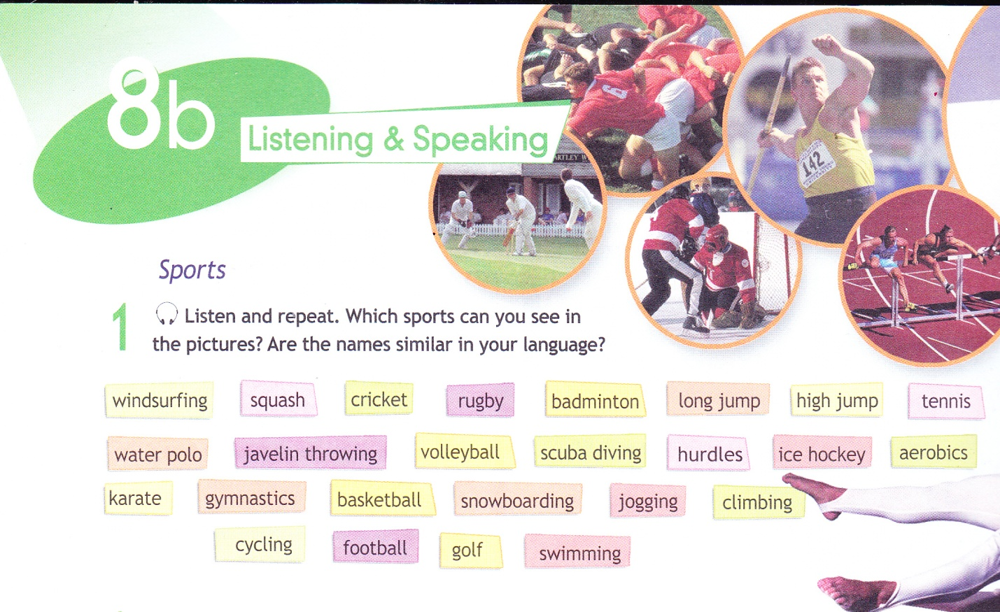 8b
Listening & Speaking
ARTLEY W
9
142
Sports
1 Listen and repeat. Which sports can you see in
the pictures? Are the names similar in your language?
windsurfing squash cricket rugby badminton long jump high jump tennis
water polo javelin throwing volleyball scuba diving hurdles ice hockey aerobics
karate gymnastics basketball snowboarding jogging climbing
cycling football golf swimming